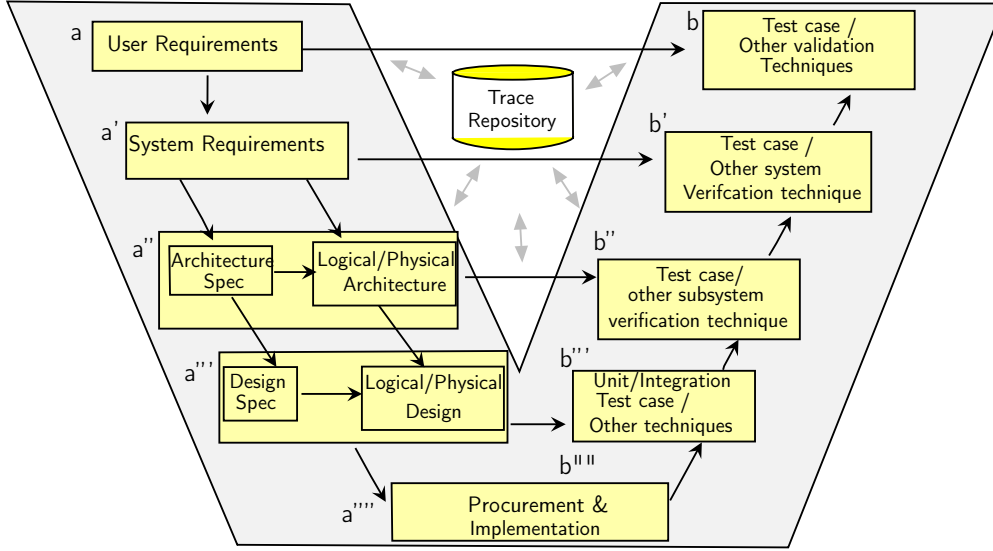 a
User Requirements
b
Test case /
Other validation
Techniques
Trace
Repository
a'
System Requirements
b'
Test case /
Other system
Verifcation technique
a''
Architecture
Spec
Logical/Physical
Architecture
b''
Test case/
other subsystem
verification technique
a'''
Design
Spec
Logical/Physical
Design
b'''
Unit/Integration
Test case /
Other techniques
a''''
Procurement &
Implementation
b""